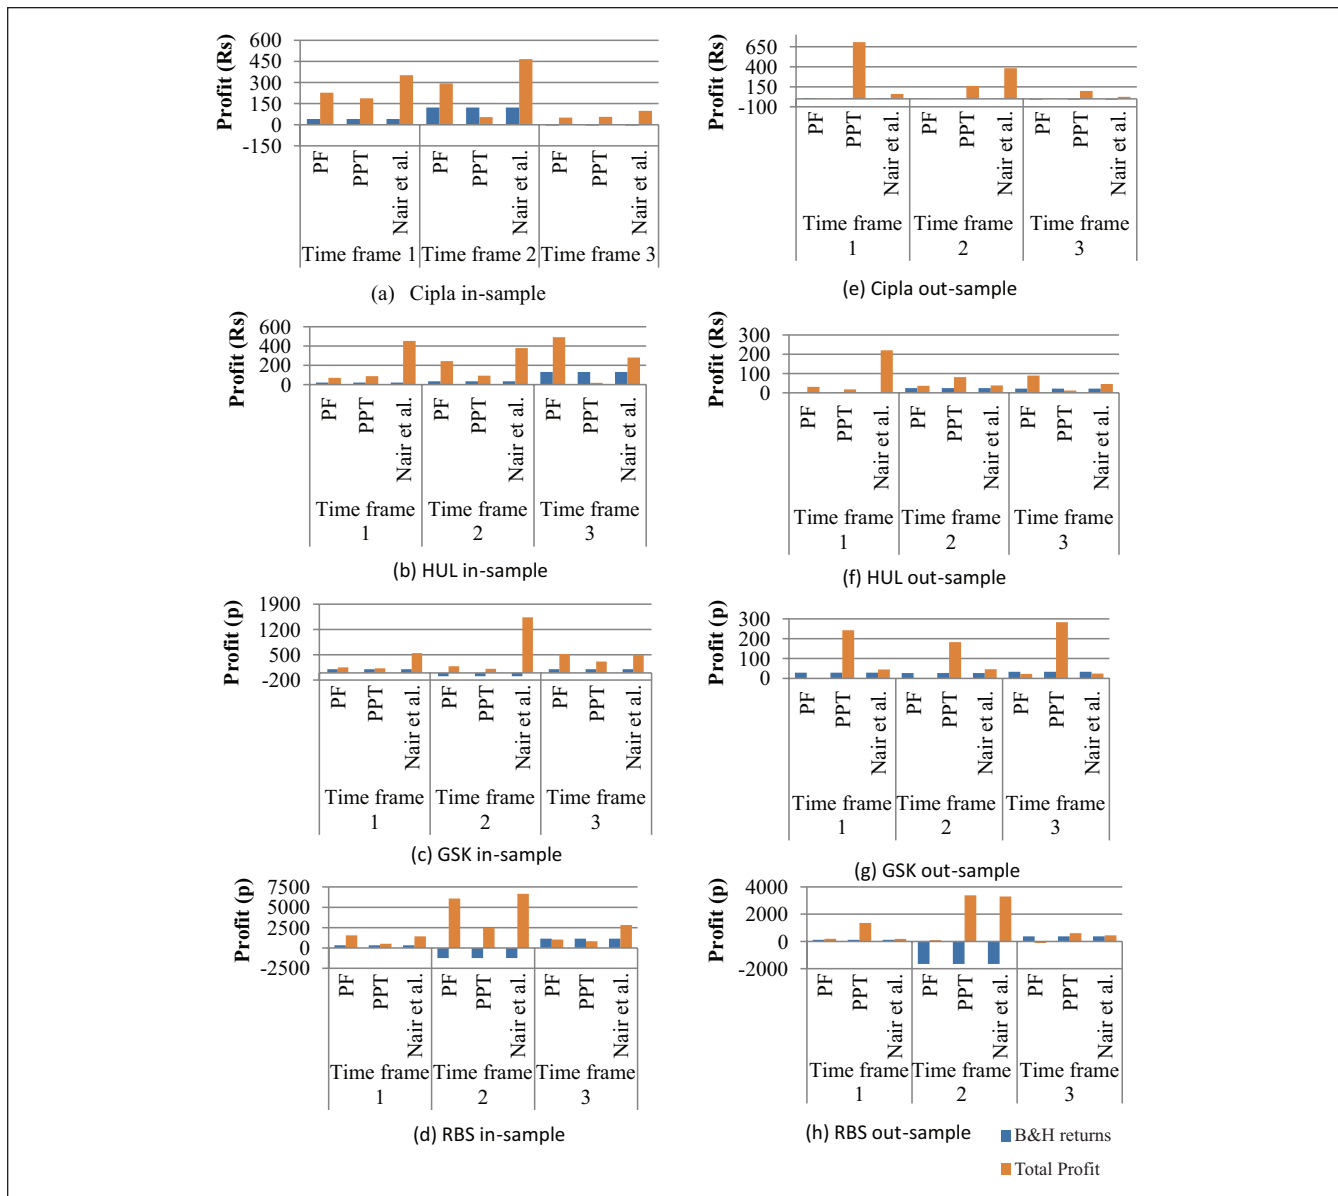 Profit (Rs)
600
450
300
150
0
-150
PF
PPT
Nair et al.
PF
PPT
Nair et al.
PF
PPT
Nair et al.
Time frame 1
Time frame 2
Time frame 3
(a) Cipla in-sample
Profit (Rs)
650
400
150
-100
PF
PPT
Nair et al.
PF
PPT
Nair et al.
PF
PPT
Nair et al.
Time frame
1
Time frame
2
Time frame
3
(e) Cipla out-sample
Profit (Rs)
600
400
200
0
PF
PPT
Nair et al.
PF
PPT
Nair et al.
PF
PPT
Nair et al.
Time frame
1
Time frame
2
Time frame
3
(b) HUL in-sample
Profit (Rs)
300
200
100
0
PF
PPT
Nair et al.
PF
PPT
Nair et al.
PF
PPT
Nair et al.
Time frame
1
Time frame
2
Time frame
3
(f) HUL out-sample
Profit (p)
1900
1200
500
-200
PF
PPT
Nair et al.
PF
PPT
Nair et al.
PF
PPT
Nair et al.
Time frame
1
Time frame
2
Time frame
3
(c) GSK in-sample
Profit (p)
300
200
100
0
PF
PPT
Nair et al.
PF
PPT
Nair et al.
PF
PPT
Nair et al.
Time frame
1
Time frame
2
Time frame
3
(g) GSK out-sample
Profit (p)
7500
5000
2500
0
-2500
PF
PPT
Nair et al.
PF
PPT
Nair et al.
PF
PPT
Nair et al.
Time frame
1
Time frame
2
Time frame
3
(d) RBS in-sample
Profit (p)
4000
2000
0
-2000
PF
PPT
Nair et al.
PF
PPT
Nair et al.
PF
PPT
Nair et al.
Time frame
1
Time frame
2
Time frame
3
(h) RBS out-sample
B&H returns
Total Profit